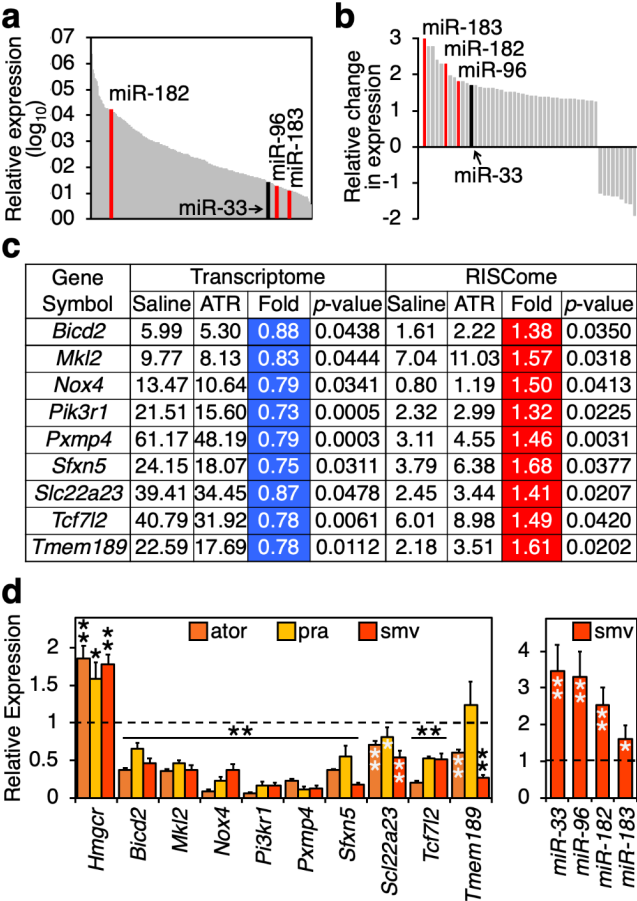 a
Relative expression
(log10)
07
06
05
04
03
02
01
00
miR-182
miR-96
miR-183
miR-33
b
Relative change
in expression
3
2
1
0
-1
-2
miR-183
miR-182
miR-96
miR-33
c
Gene Symbol Transcriptome RISCome
Saline ATR Fold p-value Saline ATR Fold p-value
Bicd2 5.99 5.30 0.88 0.0438 1.61 2.22 1.38 0.0350
Mkl2 9.77 8.13 0.83 0.0444 7.04 11.03 1.57 0.0318
Nox4 13.47 10.64 0.79 0.0341 0.80 1.19 1.50 0.0413
Pik3r1 21.51 15.60 0.73 0.0005 2.32 2.99 1.32 0.0225
Pxmp4 61.17 48.19 0.79 0.0003 3.11 4.55 1.46 0.0031
Sfxn5 24.15 18.07 0.75 0.0311 3.79 6.38 1.68 0.0377
Slc22a23 39.41 34.45 0.87 0.0478 2.45 3.44 1.41 0.0207
Tcf7l2 40.79 31.92 0.78 0.0061 6.01 8.98 1.49 0.0420
Tmem189 22.59 17.69 0.78 0.0112 2.18 3.51 1.61 0.0202
d
Relative Expression
2
1.5
1
0.5
0
ator pra smv
** * ** ** ** * ** ** ** **
Hmgcr Bicd2 Mkl2 Nox4 Pi3kr1 Pxmp4 Sfxn5 Scl22a23 Tcf7l2 Tmem189
smv
4
3
2
1
0
** ** ** *
miR-33 miR-96 miR-182 miR-183